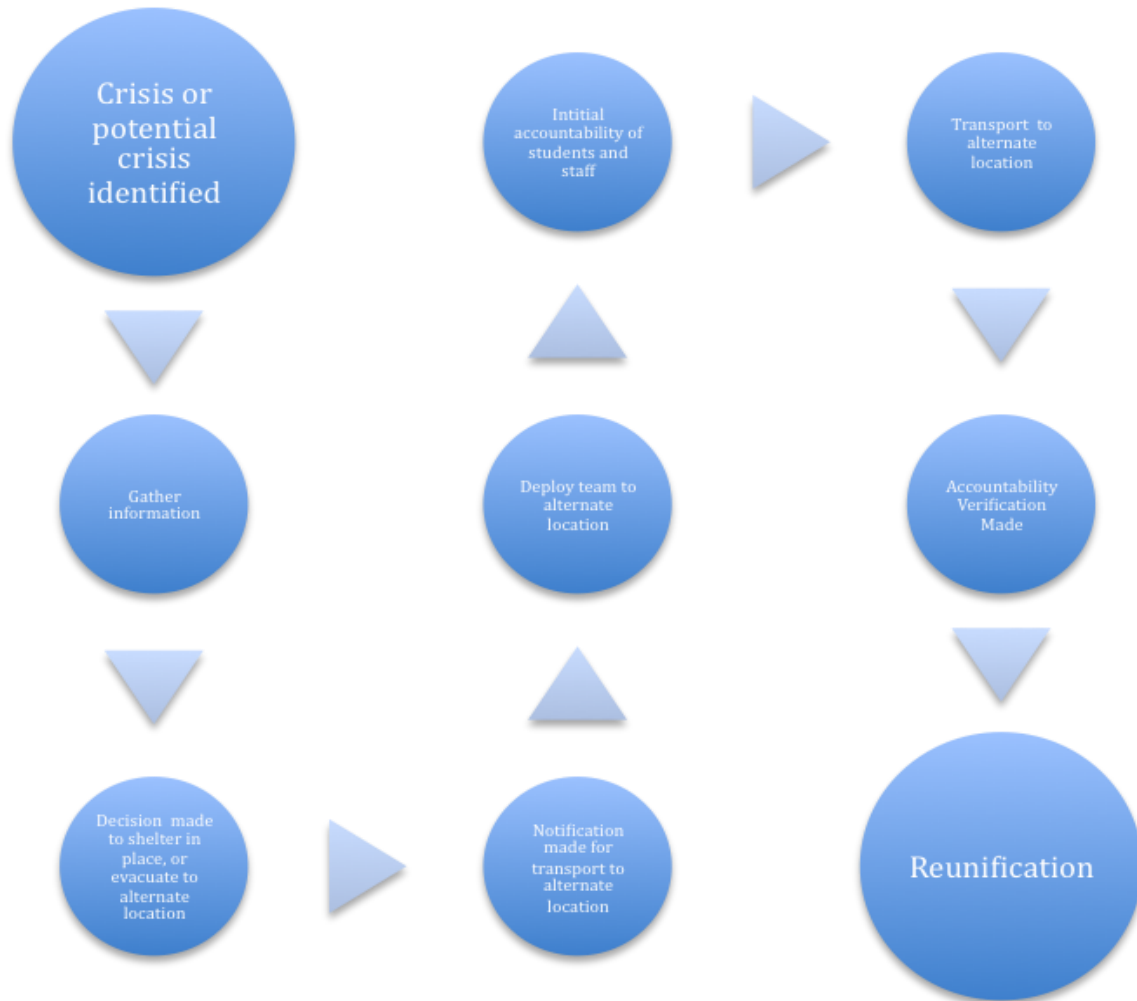 Crisis or
potential
crisis
identified
Gather
information
Decision made
to shelter in
place, or
evacuate to
alternate
location
Notification
made for
transport to
alternate
location
Deploy team to
alternate
location
Intitial
accountability of
students and
staff
Transport to
alternate
location
Accountability
Verification
Made
Reunification